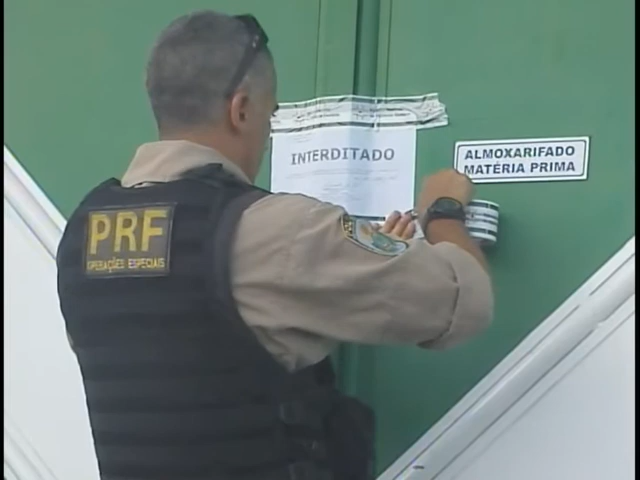 INTERDITADO
ALMOXARIFADO
MATÉRIA PRIMA
PRF
OPERAÇÕES ESPECIAIS